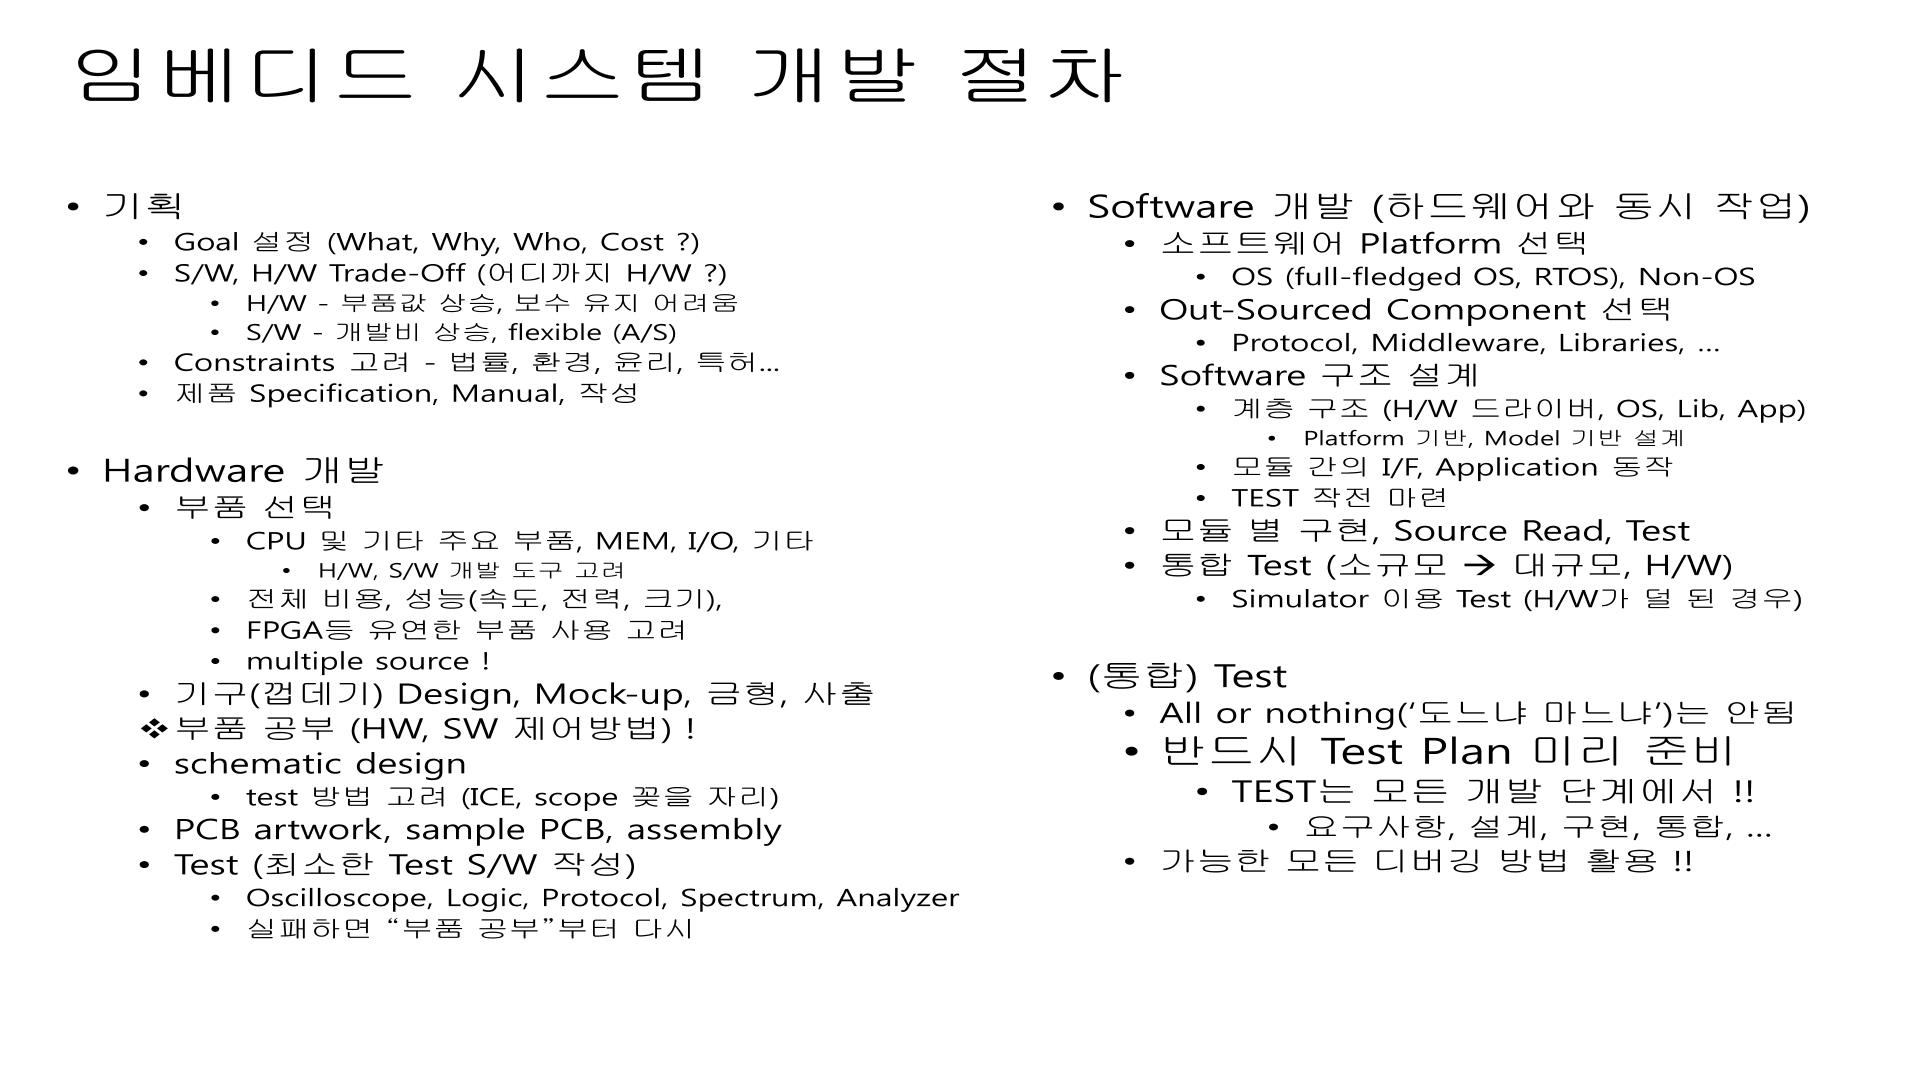 임베디드 시스템 개발 절차
• 기획
• Goal 설정 (What, Why, Who, Cost ?)
• S/W, H/W Trade-Off (어디까지 H/W ?)
• H/W - 부품값 상승, 보수 유지 어려움
• S/W - 개발비 상승, flexible (A/S)
• Constraints 고려 - 법률, 환경, 윤리, 특허...
• 제품 Specification, Manual, 작성
• Hardware 개발
• 부품 선택
• CPU 및 기타 주요 부품, MEM, I/O, 기타
• H/W, S/W 개발 도구 고려
• 전체 비용, 성능(속도, 전력, 크기),
• FPGA등 유연한 부품 사용 고려
• multiple source !
• 기구(껍데기) Design, Mock-up, 금형, 사출
❖ 부품 공부 (HW, SW 제어방법) !
• schematic design
• test 방법 고려 (ICE, scope 꽂을 자리)
• PCB artwork, sample PCB, assembly
• Test (최소한 Test S/W 작성)
• Oscilloscope, Logic, Protocol, Spectrum, Analyzer
• 실패하면 “부품 공부”부터 다시
• Software 개발 (하드웨어와 동시 작업)
• 소프트웨어 Platform 선택
• OS (full-fledged OS, RTOS), Non-OS
• Out-Sourced Component 선택
• Protocol, Middleware, Libraries, ...
• Software 구조 설계
• 계층 구조 (H/W 드라이버, OS, Lib, App)
• Platform 기반, Model 기반 설계
• 모듈 간의 I/F, Application 동작
• TEST 작전 마련
• 모듈 별 구현, Source Read, Test
• 통합 Test (소규모 → 대규모, H/W)
• Simulator 이용 Test (H/W가 덜 된 경우)
• (통합) Test
• All or nothing(‘도느냐 마느냐’)는 안됨
• 반드시 Test Plan 미리 준비
• TEST는 모든 개발 단계에서 !!
• 요구사항, 설계, 구현, 통합, ...
• 가능한 모든 디버깅 방법 활용 !!